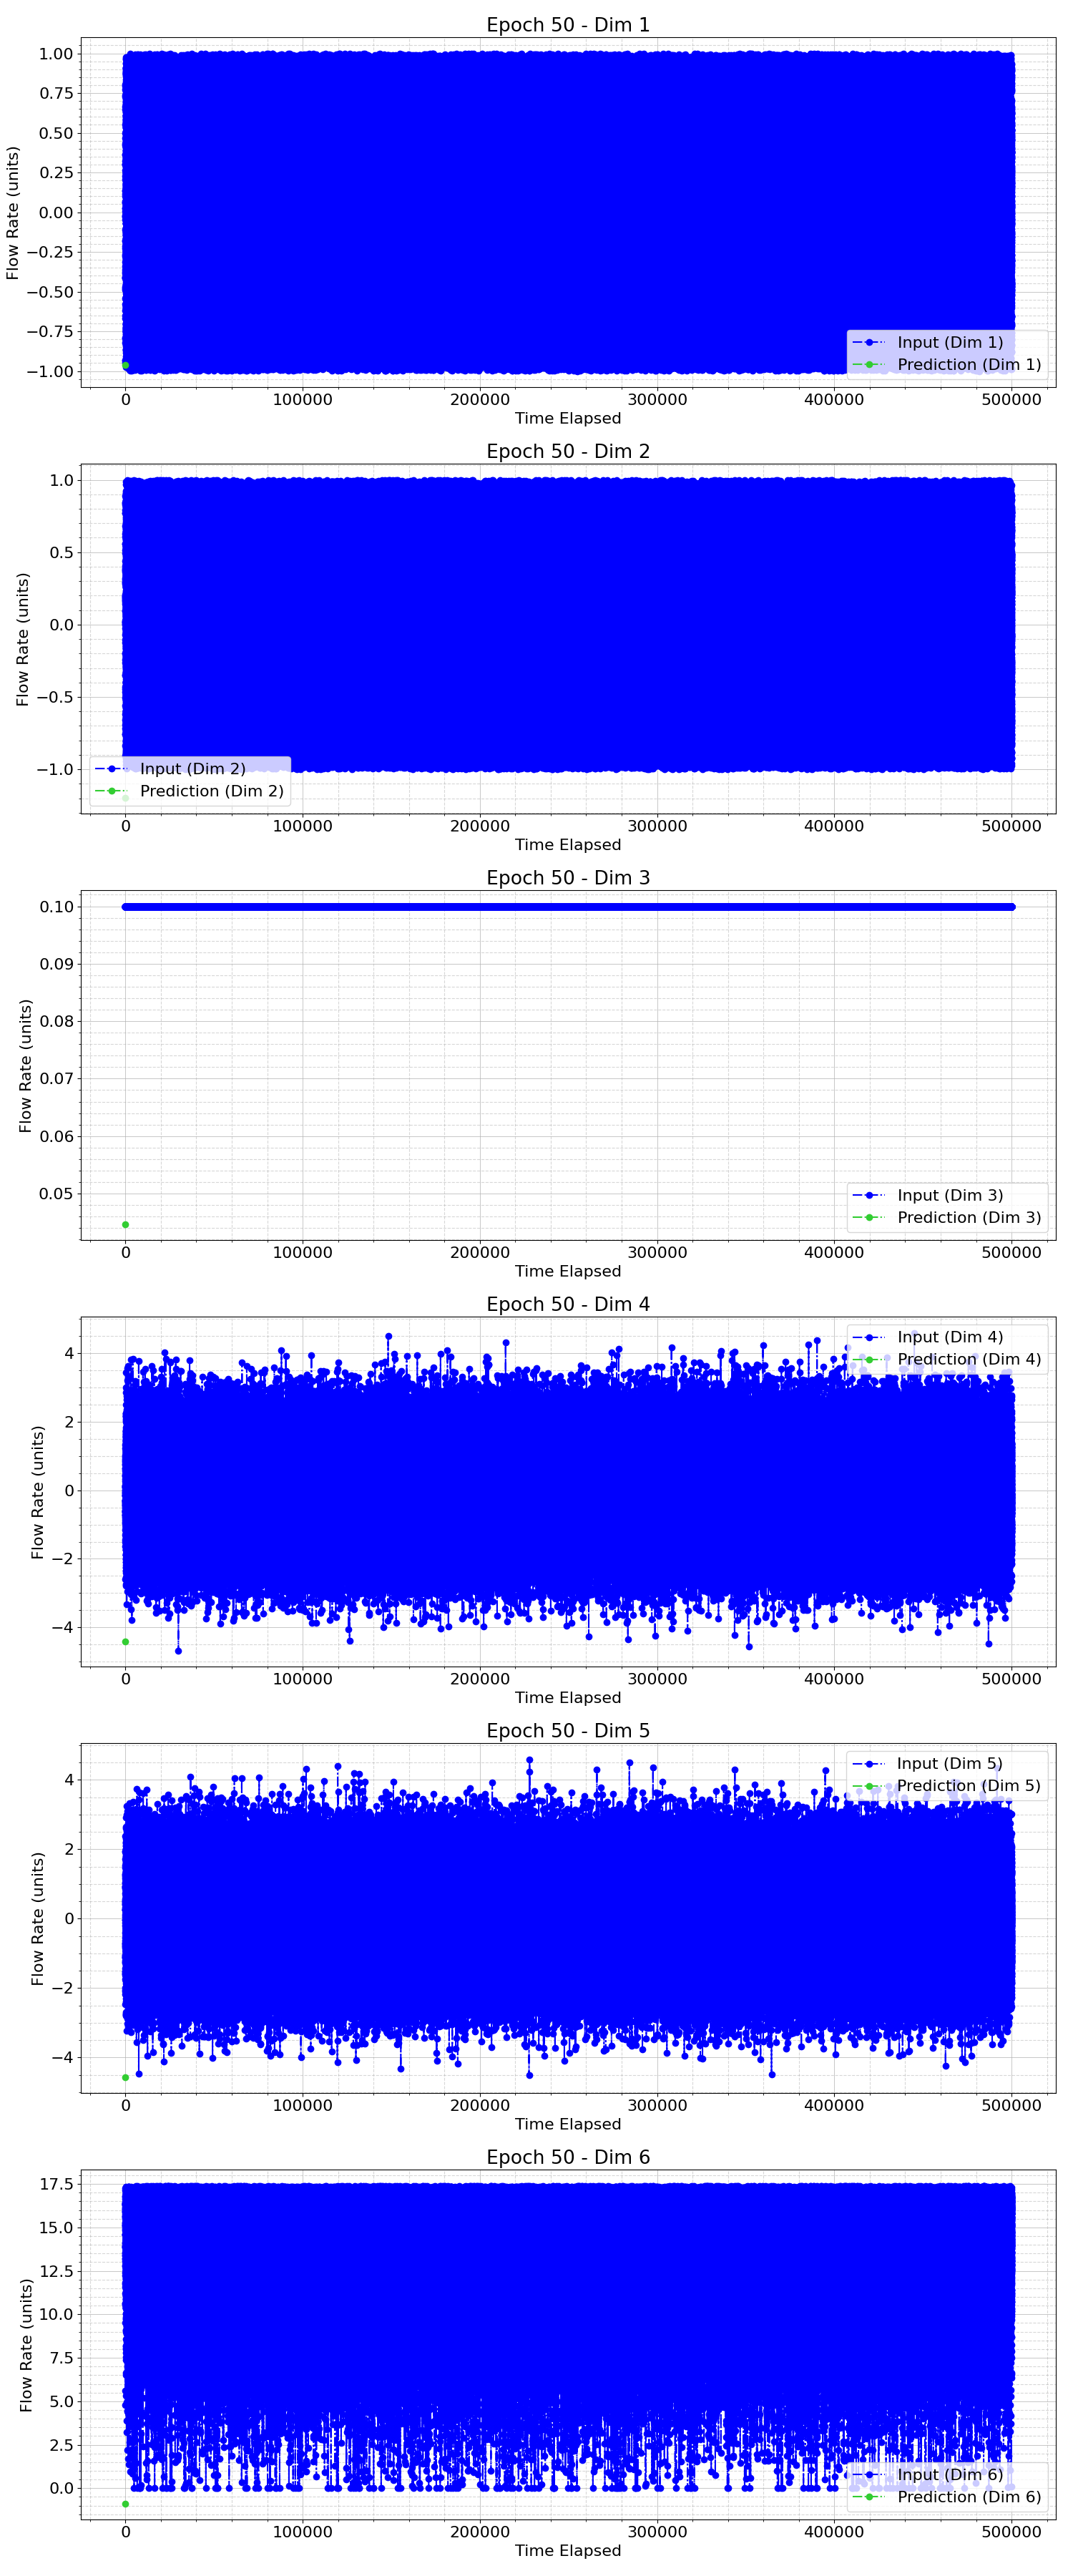 Epoch 50 - Dim 1
Flow Rate (units)
1.00
0.75
0.50
0.25
0.00
−0.25
−0.50
−0.75
−1.00
Input (Dim 1)
Prediction (Dim 1)
0 100000 200000 300000 400000 500000
Time Elapsed
Epoch 50 - Dim 2
Flow Rate (units)
1.0
0.5
0.0
−0.5
−1.0
Input (Dim 2)
Prediction (Dim 2)
0 100000 200000 300000 400000 500000
Time Elapsed
Epoch 50 - Dim 3
Flow Rate (units)
0.10
0.09
0.08
0.07
0.06
0.05
Input (Dim 3)
Prediction (Dim 3)
0 100000 200000 300000 400000 500000
Time Elapsed
Epoch 50 - Dim 4
Flow Rate (units)
4
2
0
−2
−4
Input (Dim 4)
Prediction (Dim 4)
0 100000 200000 300000 400000 500000
Time Elapsed
Epoch 50 - Dim 5
Flow Rate (units)
4
2
0
−2
−4
Input (Dim 5)
Prediction (Dim 5)
0 100000 200000 300000 400000 500000
Time Elapsed
Epoch 50 - Dim 6
Flow Rate (units)
17.5
15.0
12.5
10.0
7.5
5.0
2.5
0.0
Input (Dim 6)
Prediction (Dim 6)
0 100000 200000 300000 400000 500000
Time Elapsed